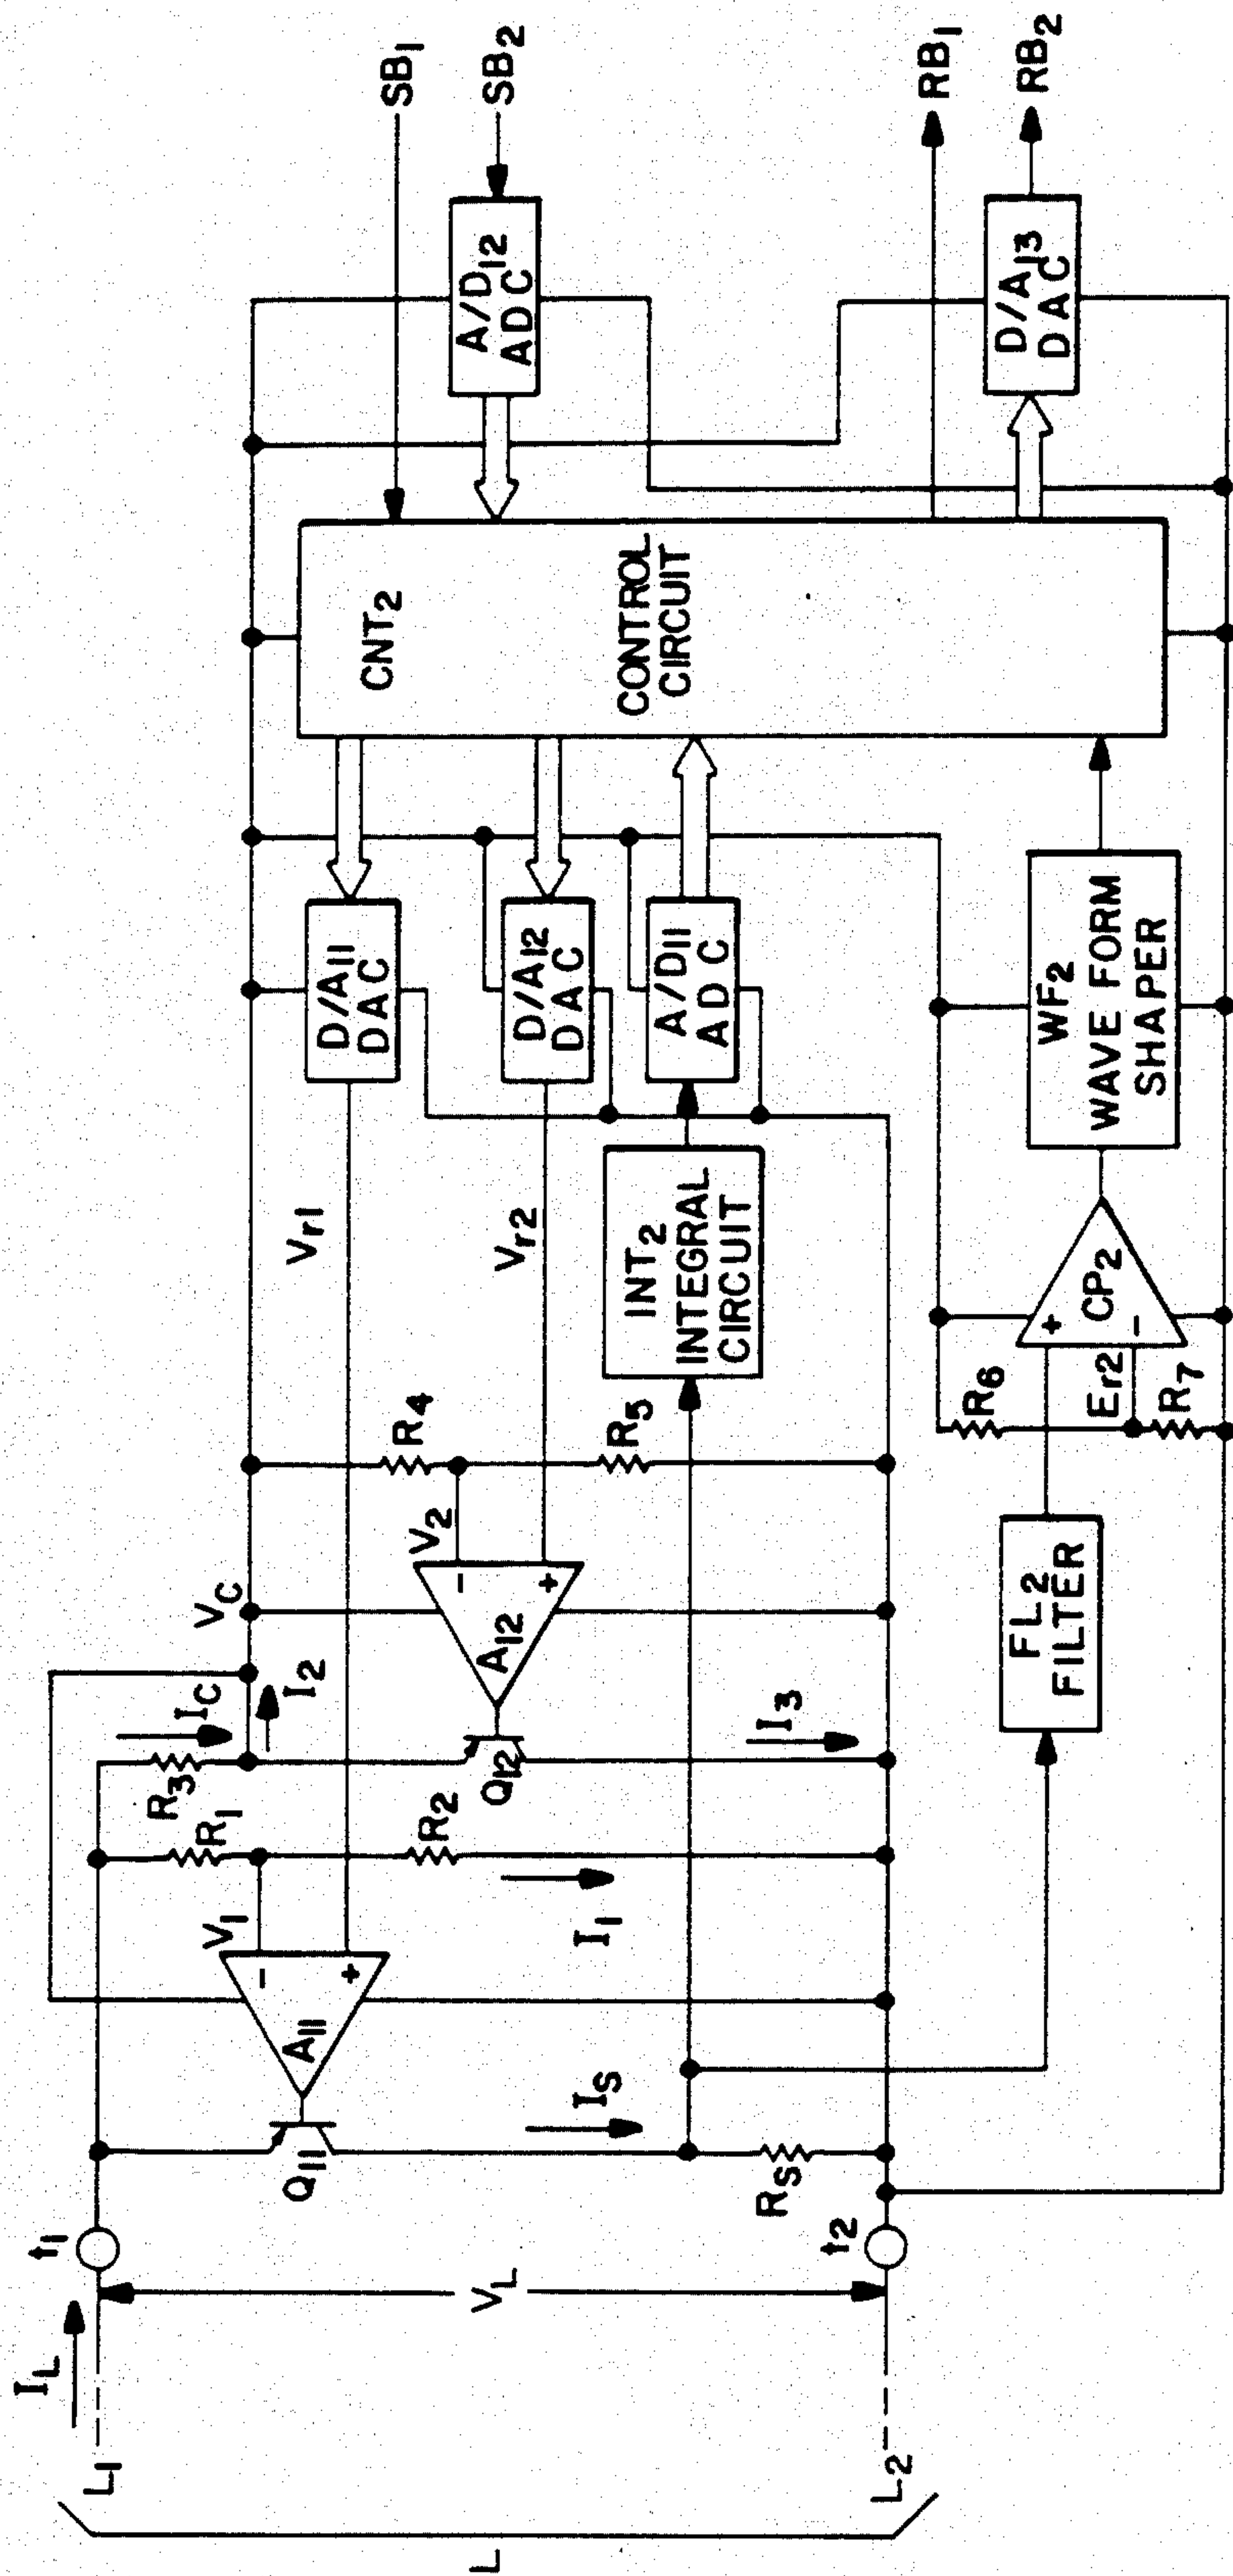 L
L1
L2
IL
VL
t1
t2
Q11
A11
-
+
V1
IS
RS
R1
R2
I1
R3
IC
I2
VC
Q12
A12
-
+
V2
I3
R4
R5
Vr1
Vr2
INT2
INTEGRAL
CIRCUIT
D/A11
DAC
D/A12
DAC
A/D11
ADC
FL2
FILTER
R6
Er2
R7
+
CP2
-
WF2
WAVE FORM
SHAPER
CNT2
CONTROL
CIRCUIT
A/D12
ADC
D/A13
DAC
SB1
SB2
RB1
RB2